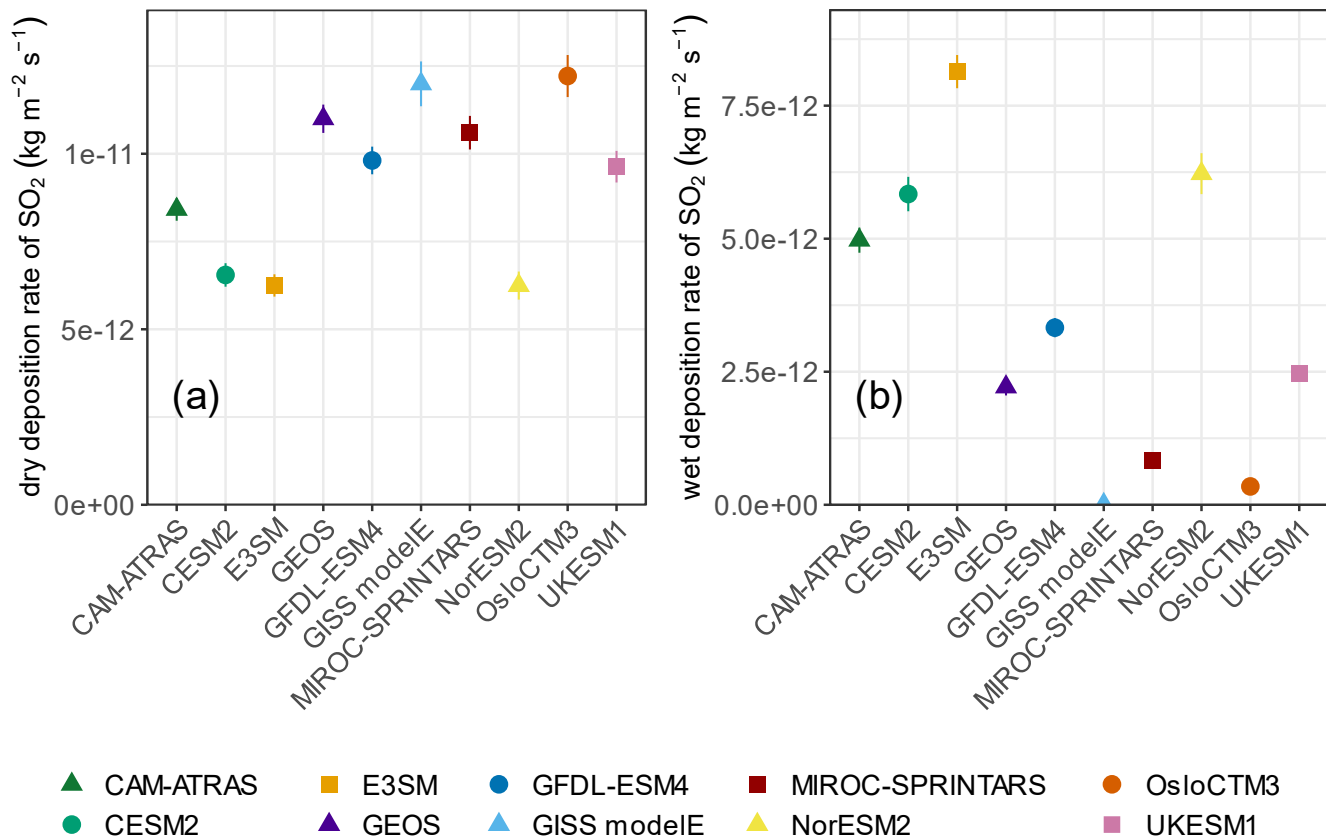 dry deposition rate of SO₂ (kg m⁻² s⁻¹)
1e-11
5e-12
0e+00
(a)
CAM-ATRAS
CESM2
E3SM
GEOS
GFDL-ESM4
GISS modelE
MIROC-SPRINTARS
NorESM2
OsloCTM3
UKESM1
wet deposition rate of SO₂ (kg m⁻² s⁻¹)
7.5e-12
5.0e-12
2.5e-12
0.0e+00
(b)
CAM-ATRAS
CESM2
E3SM
GEOS
GFDL-ESM4
GISS modelE
MIROC-SPRINTARS
NorESM2
OsloCTM3
UKESM1
CAM-ATRAS E3SM GFDL-ESM4 MIROC-SPRINTARS OsloCTM3
CESM2 GEOS GISS modelE NorESM2 UKESM1